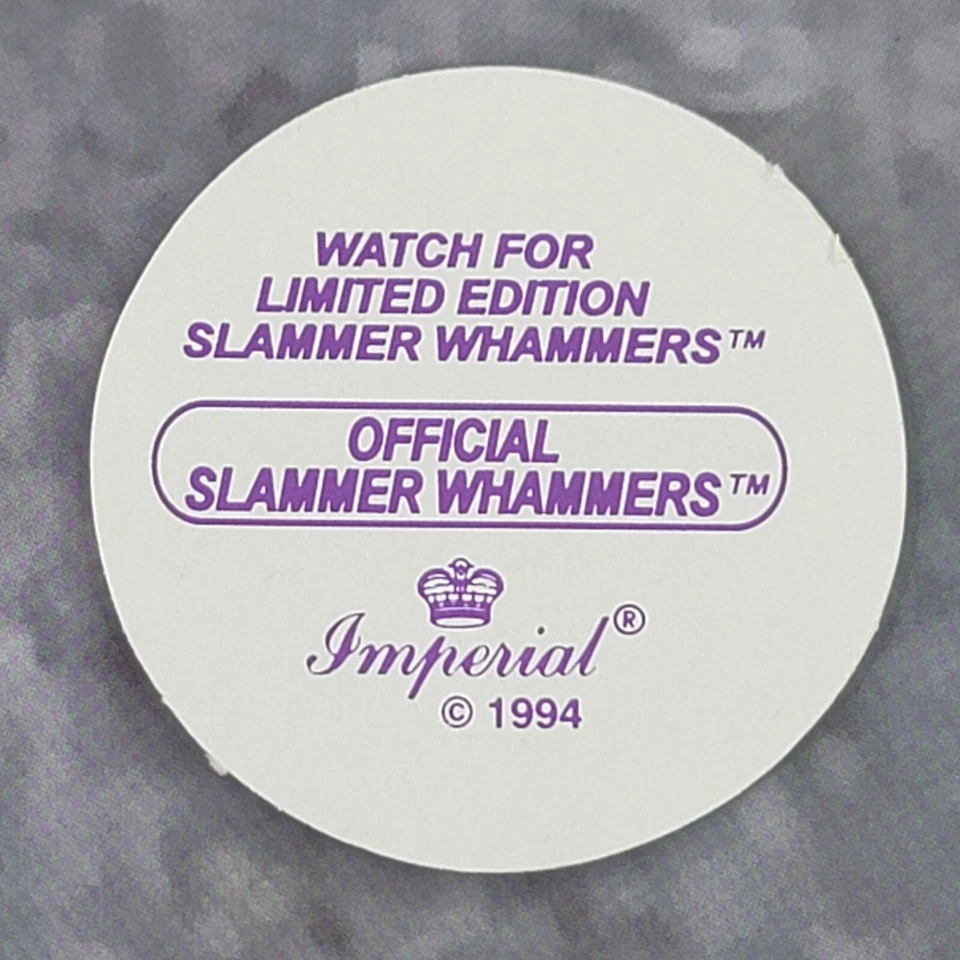 WATCH FOR
LIMITED EDITION
SLAMMER WHAMMERS™
OFFICIAL
SLAMMER WHAMMERS™
Imperial®
© 1994